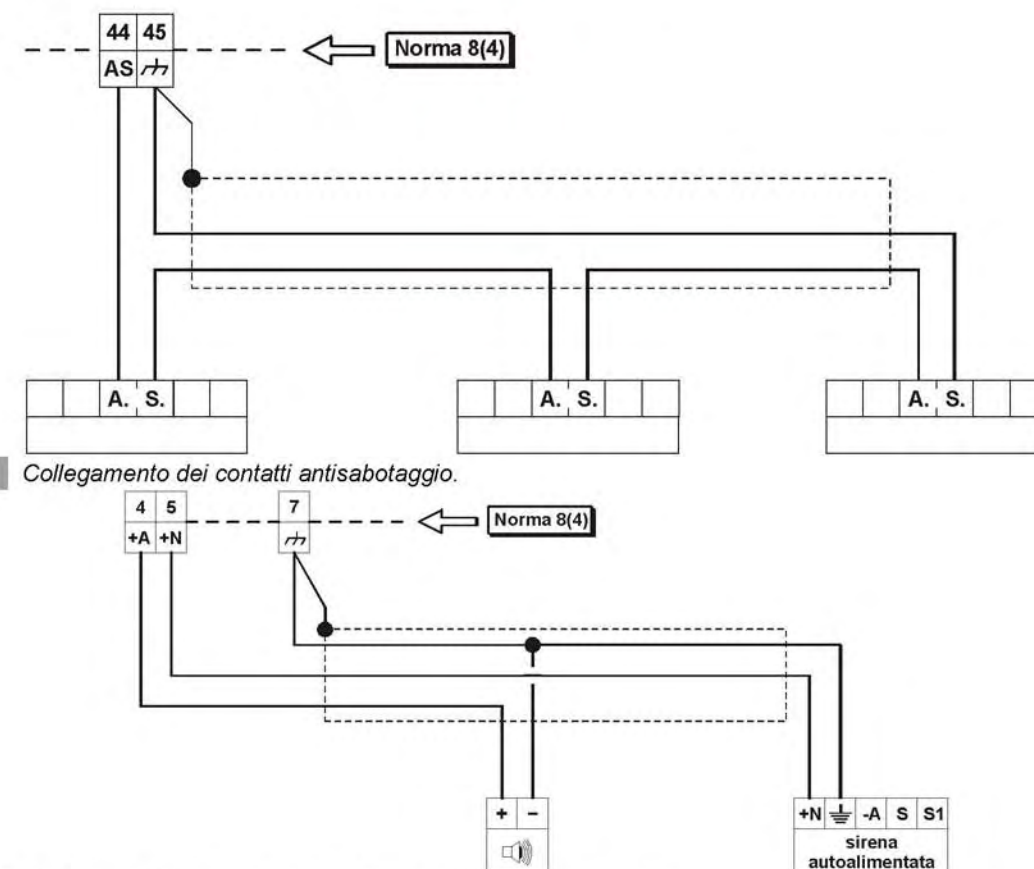 44 45
Norma 8(4)
AS
A. S.
A. S.
A. S.
Collegamento dei contatti antisabotaggio.
4 5 7
Norma 8(4)
+A +N
+ -
+N -A S S1
sirena
autoalimentata